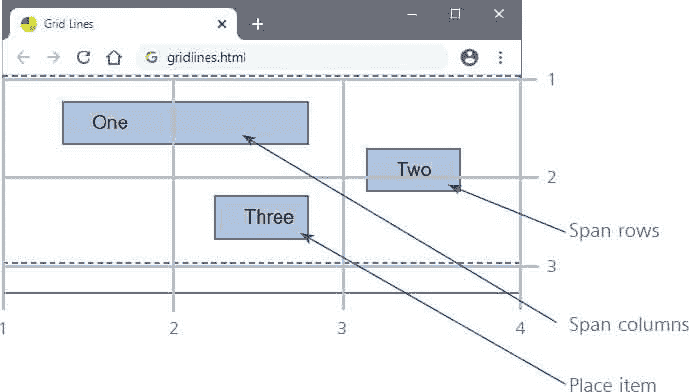 Grid Lines
gridlines.html
1
One
Two
2
Three
Span rows
3
Span columns
1 2 3 4
Place item